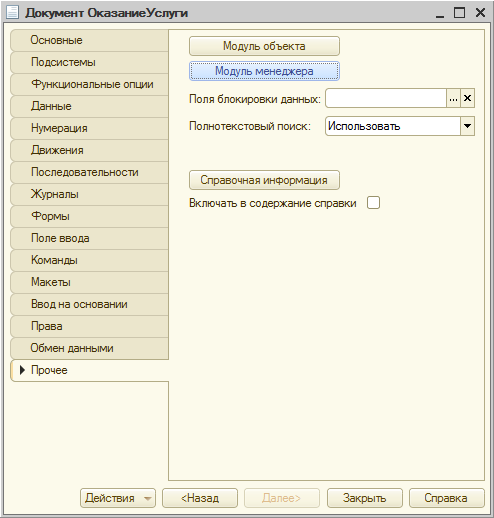 Документ ОказаниеУслуги
Основные
Подсистемы
Функциональные опции
Данные
Нумерация
Движения
Последовательности
Журналы
Формы
Поле ввода
Команды
Макеты
Ввод на основании
Права
Обмен данными
Прочее
Модуль объекта
Модуль менеджера
Поля блокировки данных: ...
Полнотекстовый поиск: Использовать
Справочная информация
Включать в содержание справки
Действия <Назад Далее> Закрыть Справка